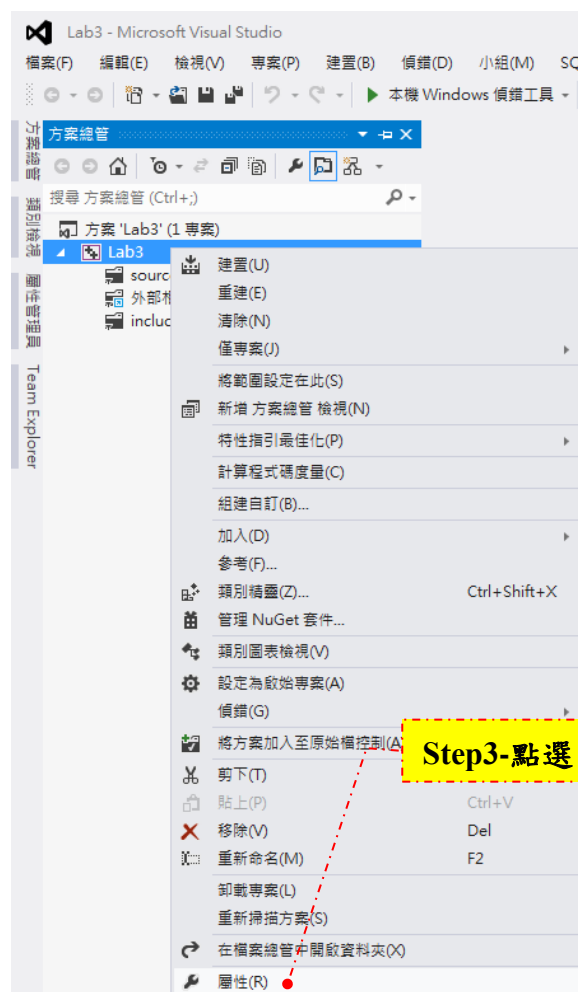 Lab3 - Microsoft Visual Studio
檔案(F) 編輯(E) 檢視(V) 專案(P) 建置(B) 偵錯(D) 小組(M) SQ
本機 Windows 偵錯工具
方案總管
類別檢視
屬性管理員
Team Explorer
方案總管
搜尋 方案總管 (Ctrl+;)
方案 'Lab3' (1 專案)
Lab3
sourc
外部相
includ
建置(U)
重建(E)
清除(N)
僅專案(J)
將範圍設定在此(S)
新增 方案總管 檢視(N)
特性指引最佳化(P)
計算程式碼度量(C)
組建自訂(B)...
加入(D)
參考(F)...
類別精靈(Z)... Ctrl+Shift+X
管理 NuGet 套件...
類別圖表檢視(V)
設定為啟始專案(A)
偵錯(G)
將方案加入至原始檔控制(A
Step3-點選
剪下(T)
貼上(P) Ctrl+V
移除(V) Del
重新命名(M) F2
卸載專案(L)
重新掃描方案(S)
在檔案總管中開啟資料夾(X)
屬性(R)